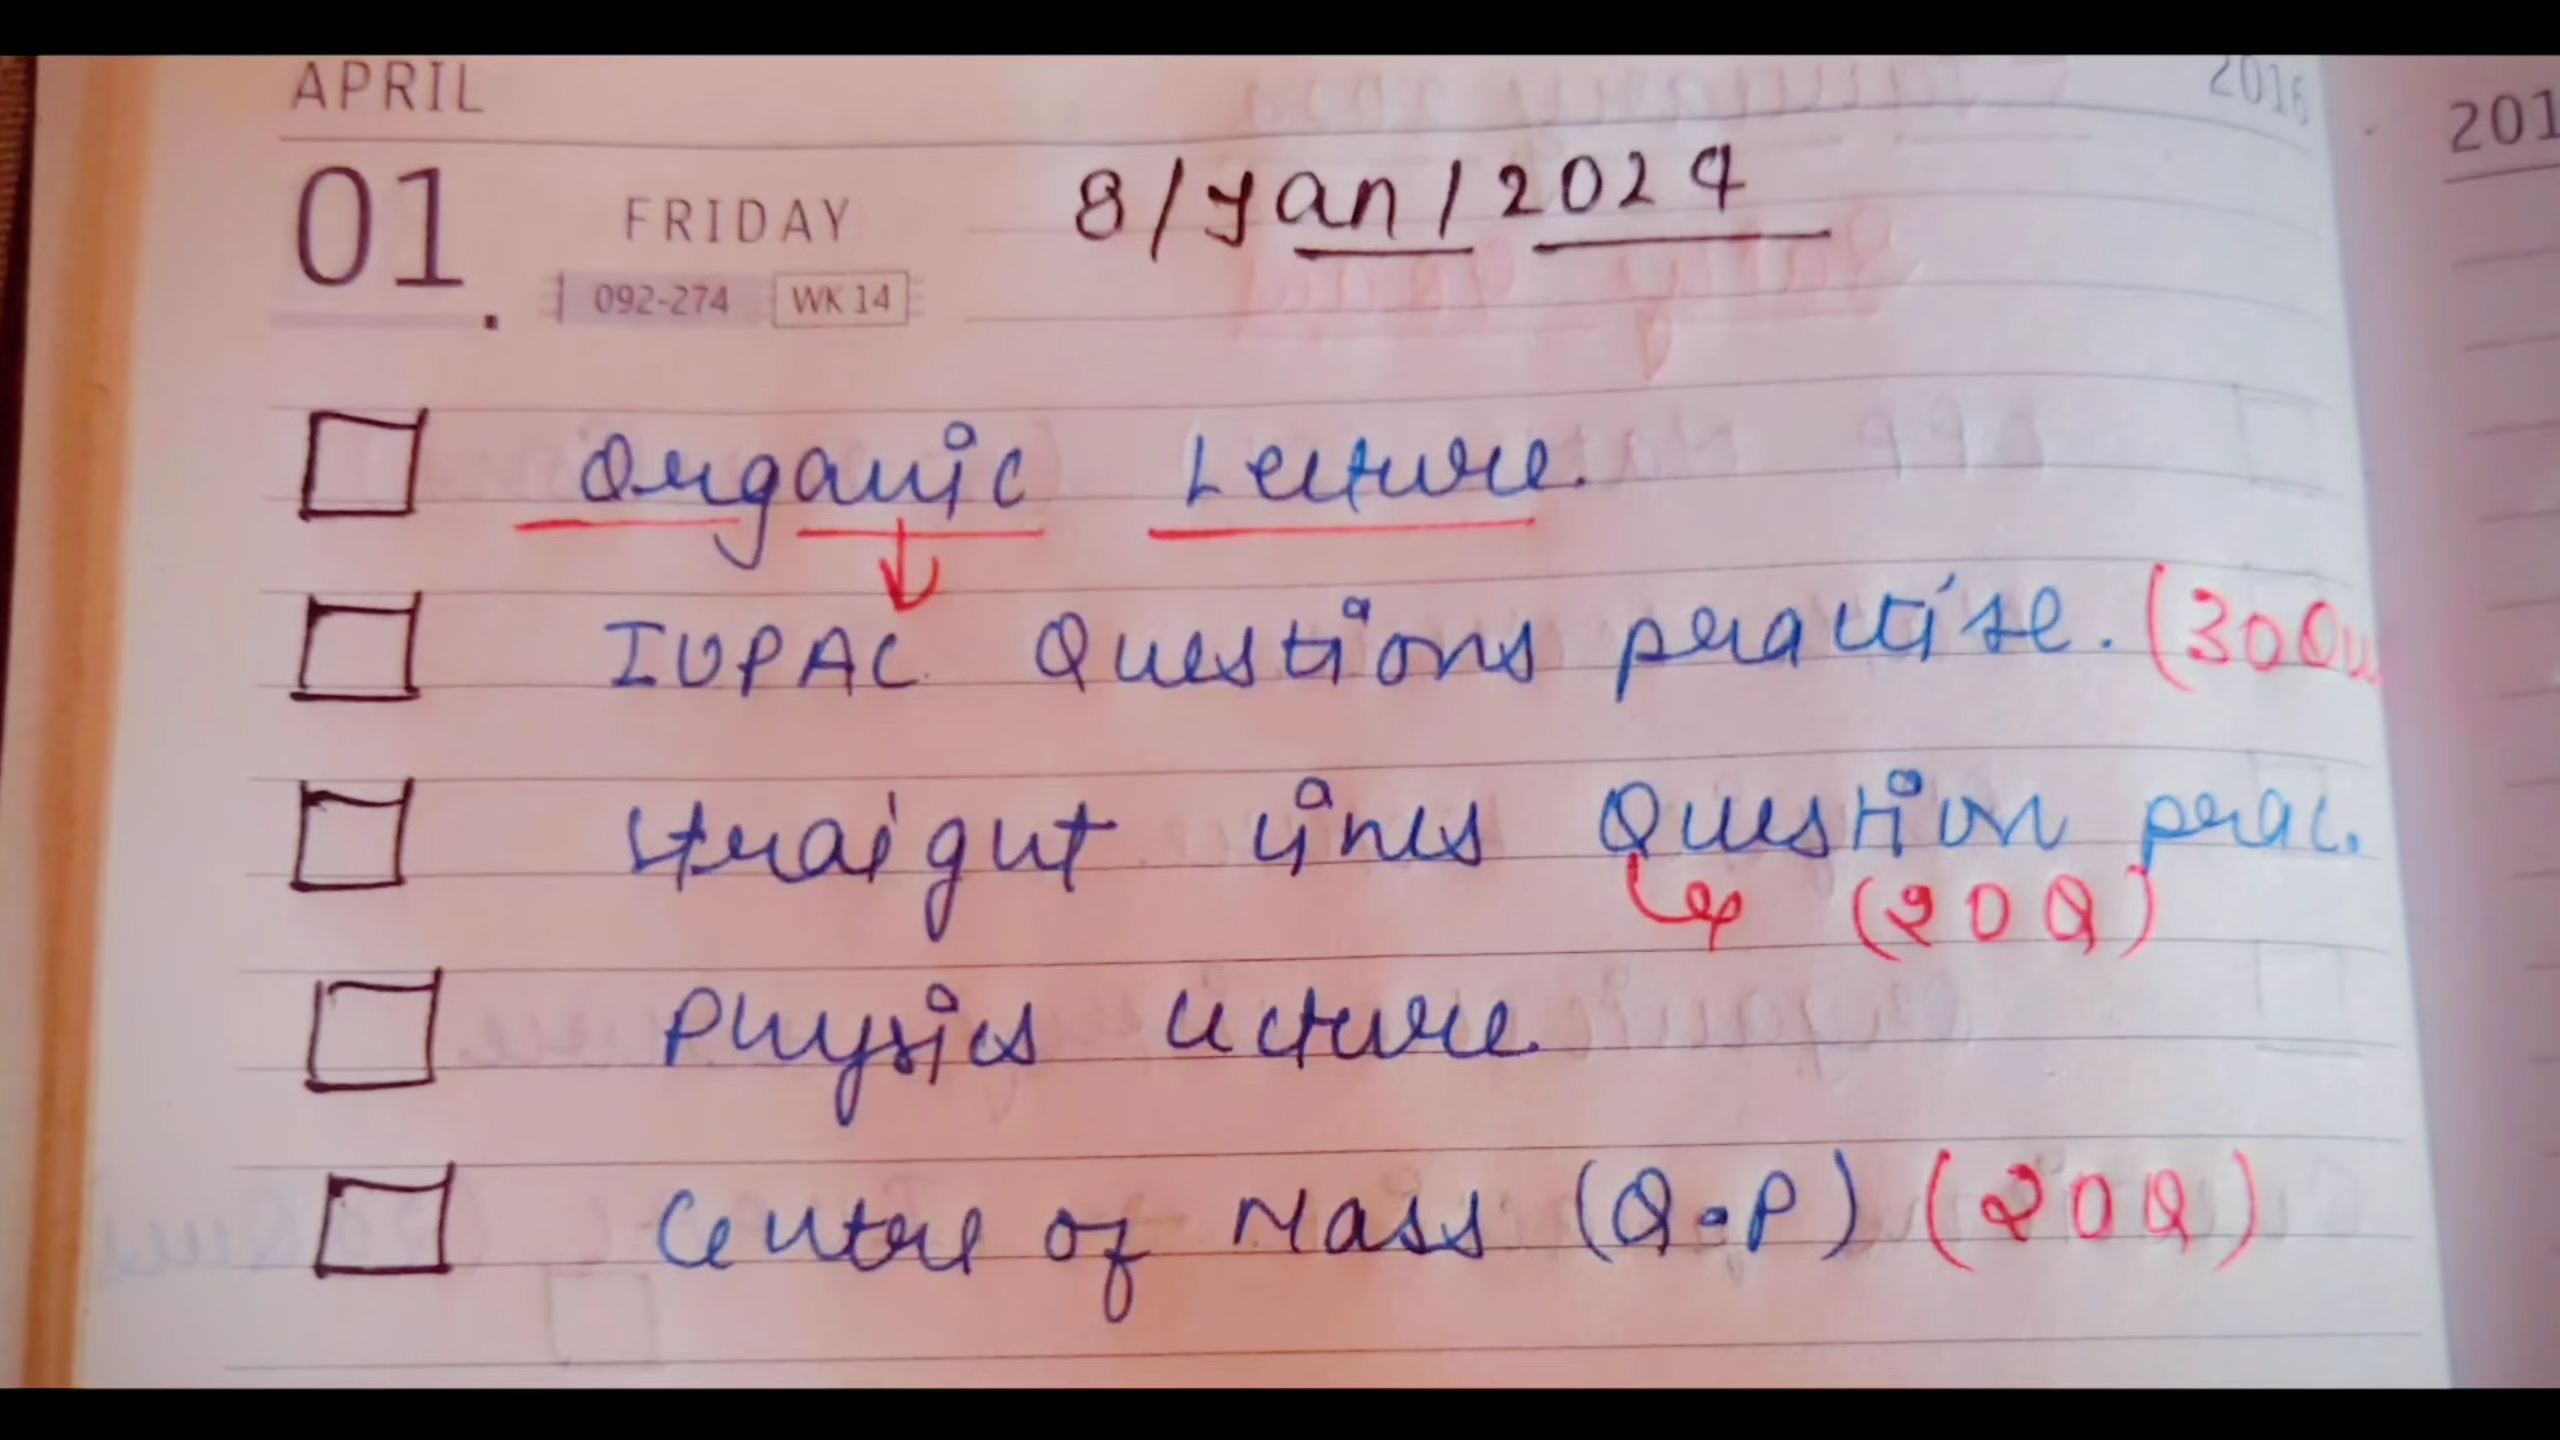 APRIL 2016
201
01. FRIDAY 8/Jan/2024
092-274 WK 14
Organic Lecture.
IUPAC Questions practise. (30Qu
Straight lines Question prac.
(20Q)
Physics lecture
Centre of Mass (Q.P) (20Q)